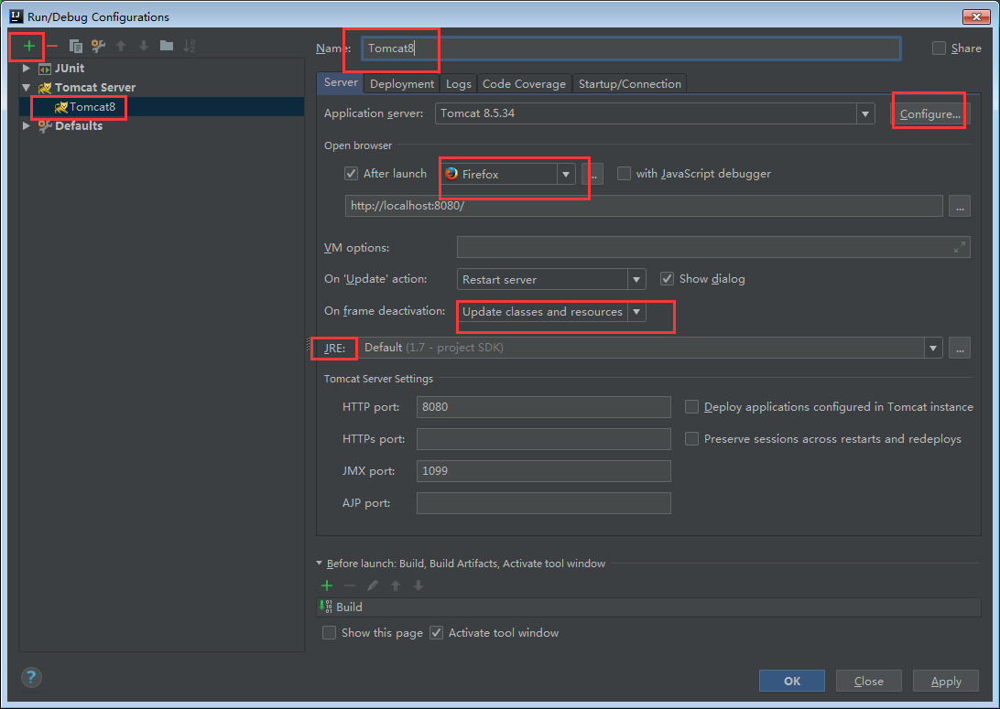 Run/Debug Configurations
Name: Tomcat8 Share
JUnit
Tomcat Server
Tomcat8
Defaults
Server Deployment Logs Code Coverage Startup/Connection
Application server: Tomcat 8.5.34 Configure...
Open browser
After launch Firefox ... with JavaScript debugger
http://localhost:8080/ ...
VM options:
On 'Update' action: Restart server Show dialog
On frame deactivation: Update classes and resources
JRE: Default (1.7 - project SDK) ...
Tomcat Server Settings
HTTP port: 8080 Deploy applications configured in Tomcat instance
HTTPs port: Preserve sessions across restarts and redeploys
JMX port: 1099
AJP port:
Before launch: Build, Build Artifacts, Activate tool window
Build
Show this page Activate tool window
? OK Close Apply